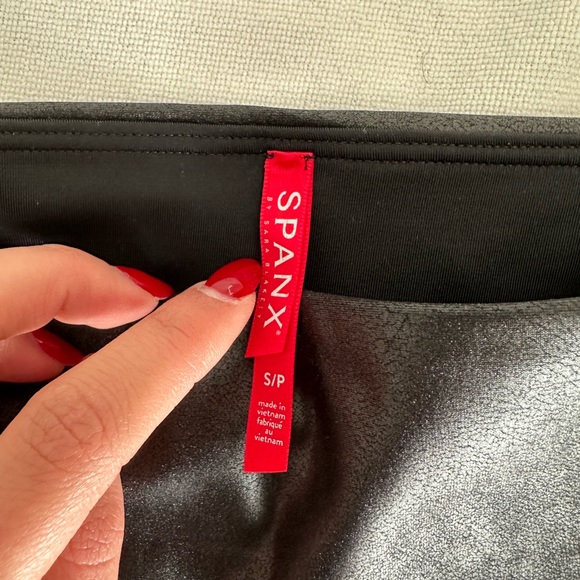 SPANX®
BY SARA BLAKELY
S/P
made in
vietnam
fabriqué
au
vietnam